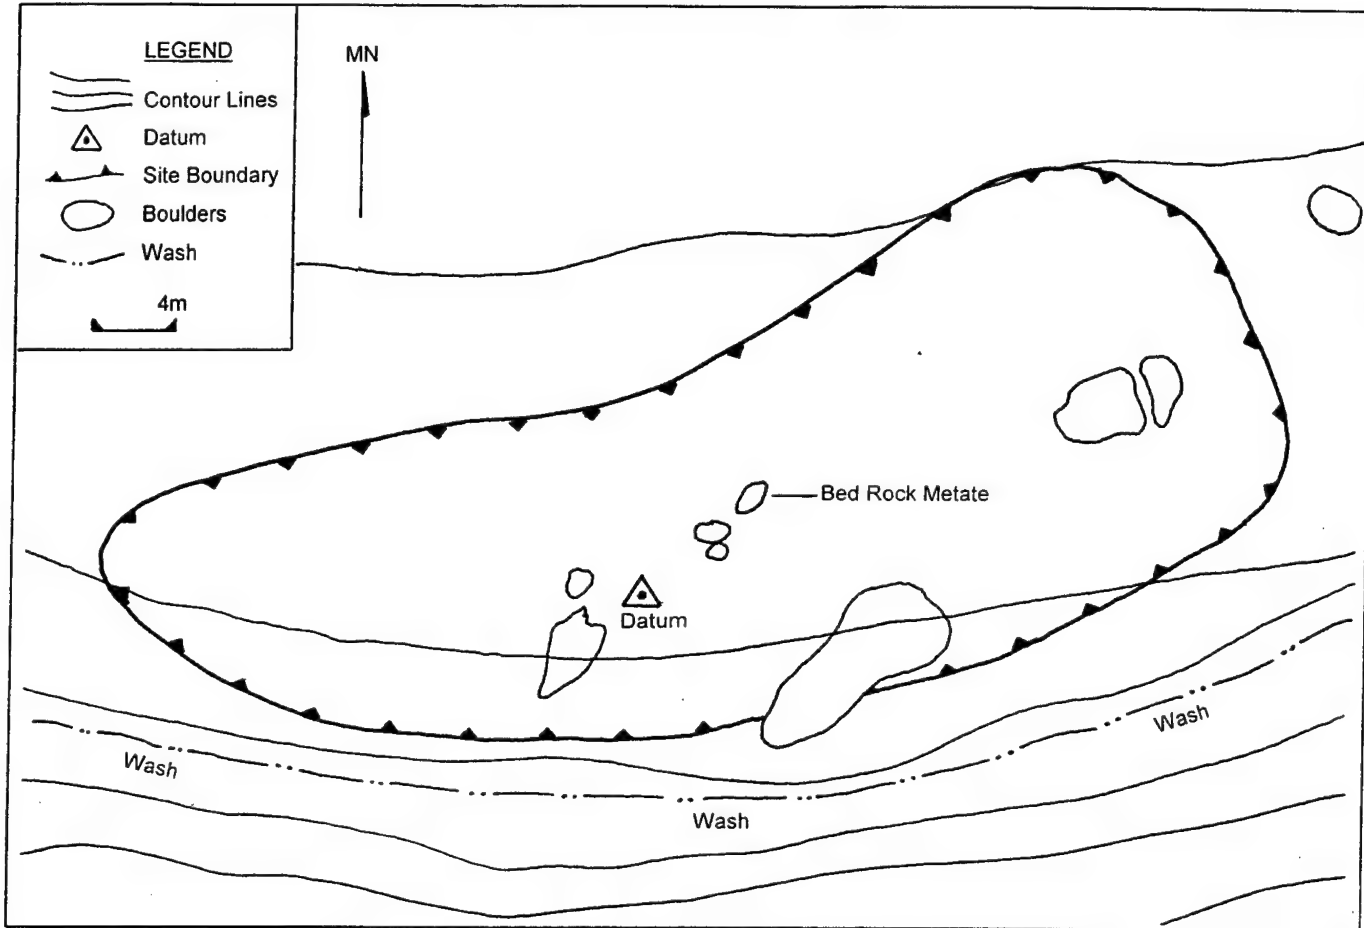 LEGEND
Contour Lines
Datum
Site Boundary
Boulders
Wash
4m
MN
Bed Rock Metate
Datum
Wash
Wash
Wash